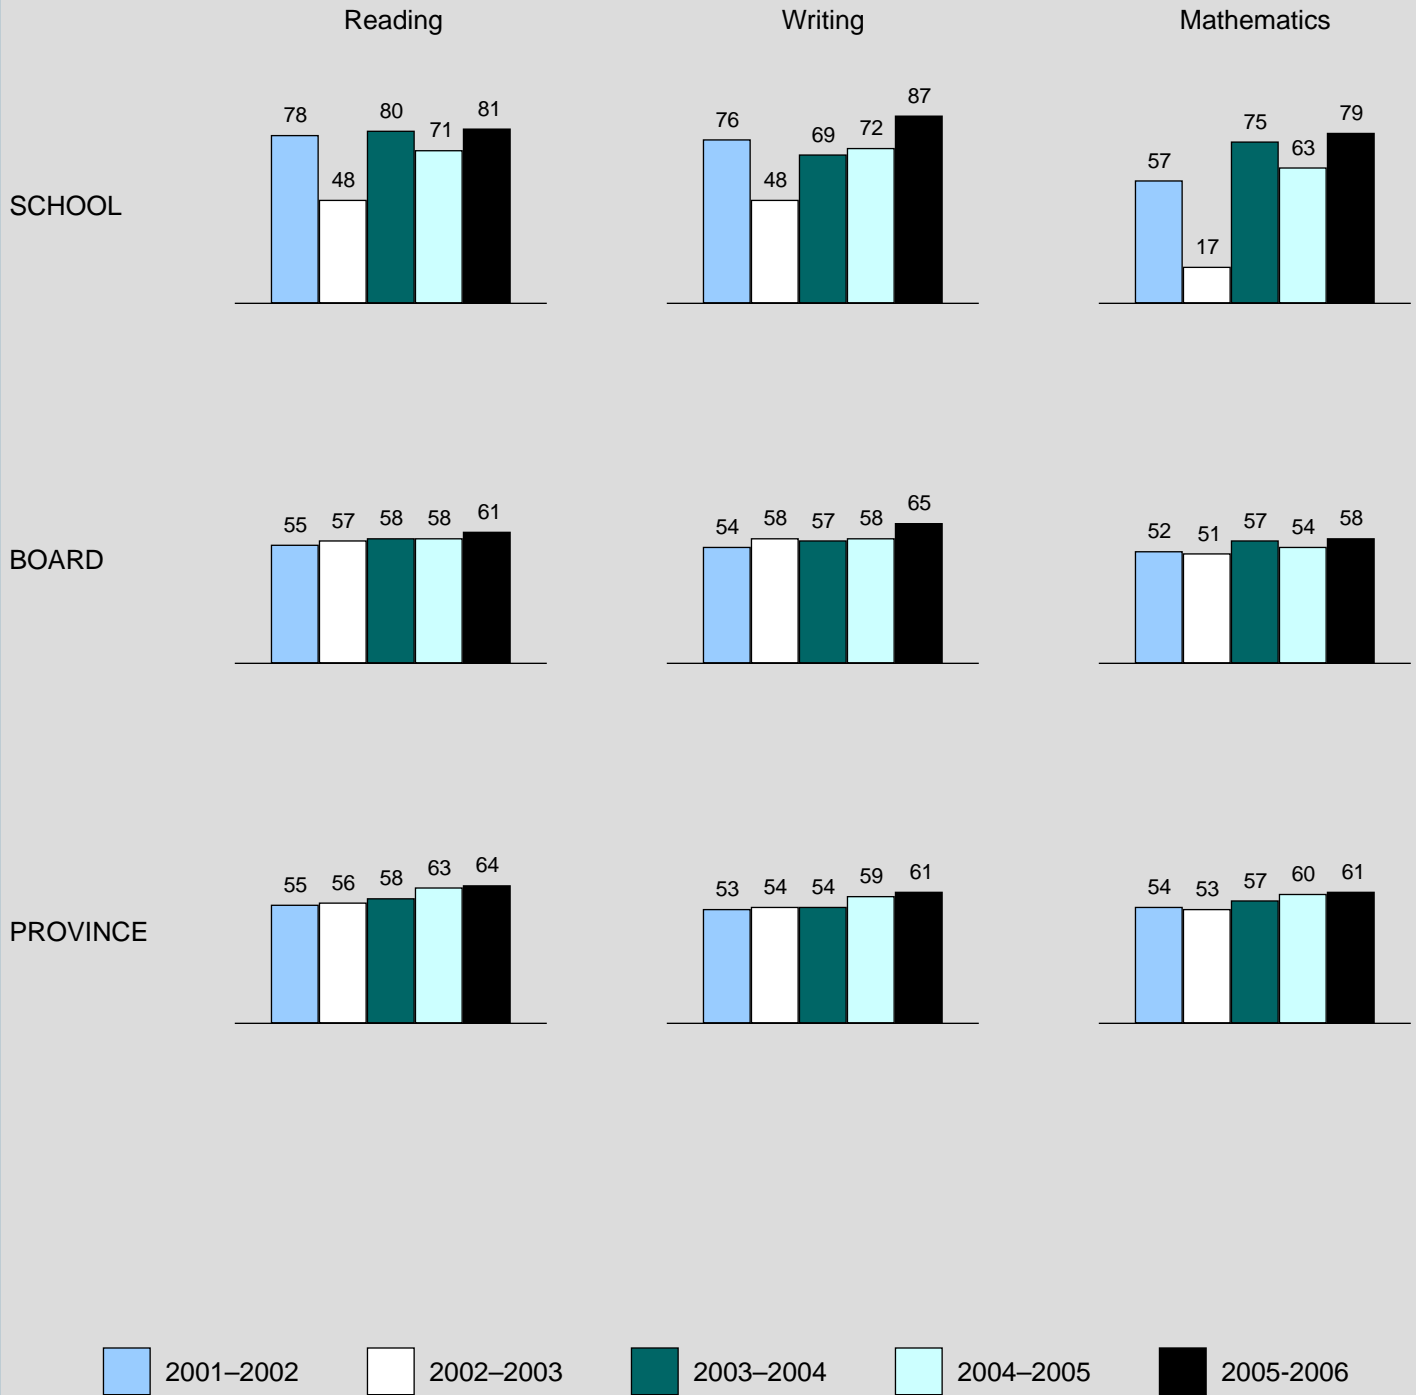 Reading Writing Mathematics
SCHOOL
78 48 80 71 81
76 48 69 72 87
57 17 75 63 79
BOARD
55 57 58 58 61
54 58 57 58 65
52 51 57 54 58
PROVINCE
55 56 58 63 64
53 54 54 59 61
54 53 57 60 61
2001–2002 2002–2003 2003–2004 2004–2005 2005-2006